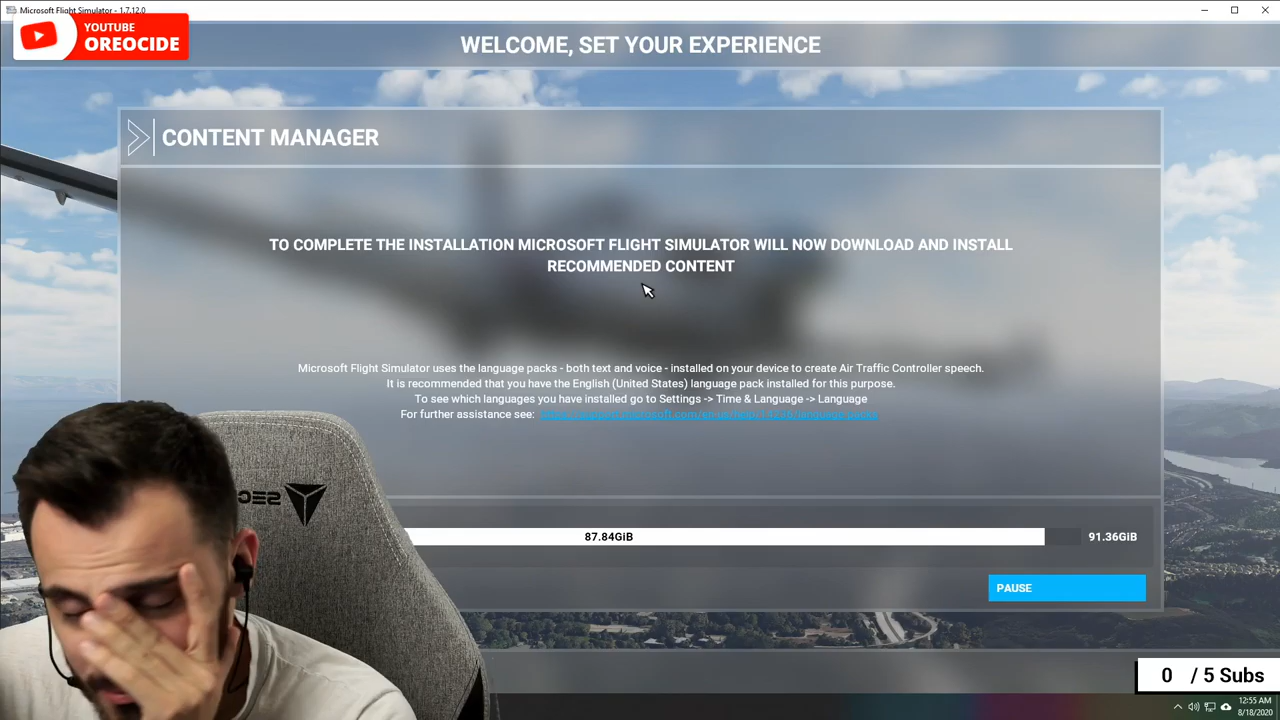 Microsoft Flight Simulator - 1.7.12.0
YOUTUBE
OREOCIDE
WELCOME, SET YOUR EXPERIENCE
CONTENT MANAGER
TO COMPLETE THE INSTALLATION MICROSOFT FLIGHT SIMULATOR WILL NOW DOWNLOAD AND INSTALL
RECOMMENDED CONTENT
Microsoft Flight Simulator uses the language packs - both text and voice - installed on your device to create Air Traffic Controller speech.
It is recommended that you have the English (United States) language pack installed for this purpose.
To see which languages you have installed go to Settings -> Time & Language -> Language
For further assistance see:
SEC
87.84GiB
91.36GiB
PAUSE
0 / 5 Subs
12:55 AM
8/18/2020